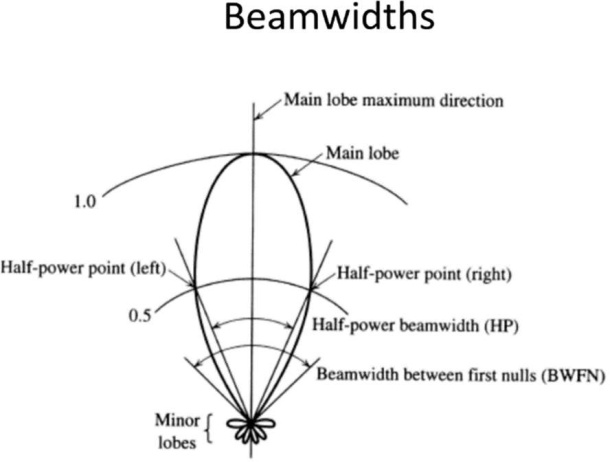 Beamwidths
Main lobe maximum direction
Main lobe
1.0
Half-power point (left)
Half-power point (right)
0.5
Half-power beamwidth (HP)
Beamwidth between first nulls (BWFN)
Minor
lobes